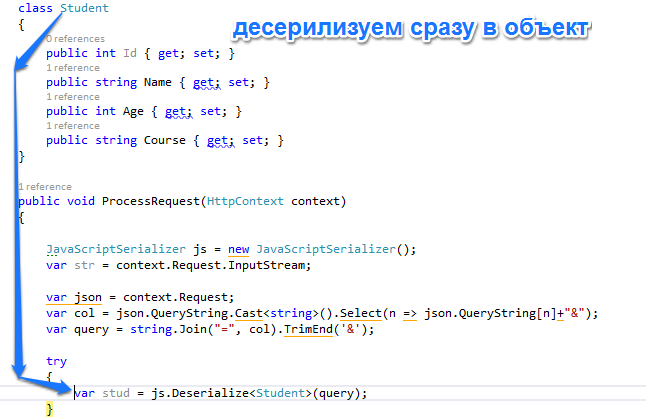 class Student
десерилизуем сразу в объект
{
0 references
public int Id { get; set; }
1 reference
public string Name { get; set; }
1 reference
public int Age { get; set; }
1 reference
public string Course { get; set; }
}
1 reference
public void ProcessRequest(HttpContext context)
{
JavaScriptSerializer js = new JavaScriptSerializer();
var str = context.Request.InputStream;
var json = context.Request;
var col = json.QueryString.Cast<string>().Select(n => json.QueryString[n]+"&");
var query = string.Join("=", col).TrimEnd('&');
try
{
var stud = js.Deserialize<Student>(query);
}